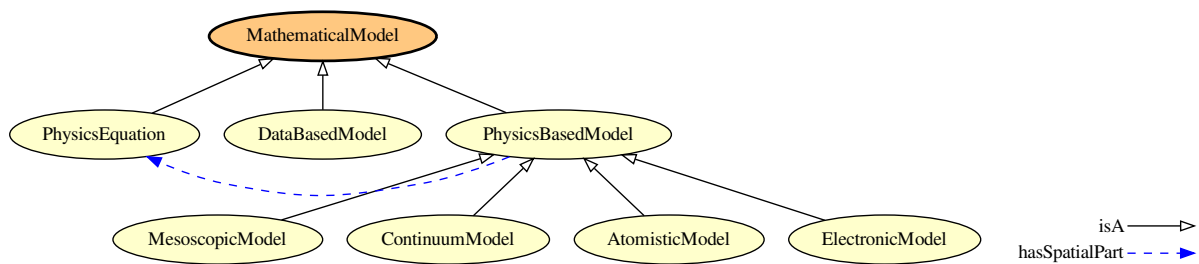 MathematicalModel
PhysicsEquation
DataBasedModel
PhysicsBasedModel
MesoscopicModel
ContinuumModel
AtomisticModel
ElectronicModel
isA
hasSpatialPart